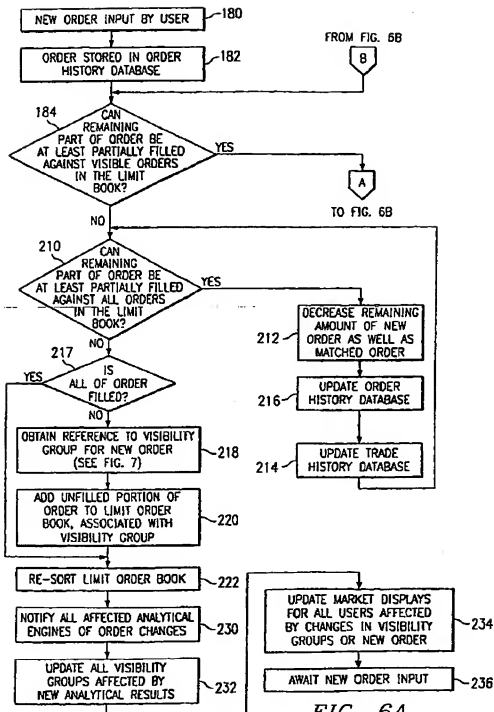 NEW ORDER INPUT BY USER
180
ORDER STORED IN ORDER
HISTORY DATABASE
182
FROM FIG. 6B
B
184
CAN
REMAINING
PART OF ORDER BE
AT LEAST PARTIALLY FILLED
AGAINST VISIBLE ORDERS
IN THE LIMIT
BOOK?
YES
A
TO FIG. 6B
NO
210
CAN
REMAINING
PART OF ORDER BE
AT LEAST PARTIALLY FILLED
AGAINST ALL ORDERS
IN THE LIMIT
BOOK?
YES
212
DECREASE REMAINING
AMOUNT OF NEW
ORDER AS WELL AS
MATCHED ORDER
216
UPDATE ORDER
HISTORY DATABASE
214
UPDATE TRADE
HISTORY DATABASE
NO
217
YES
IS
ALL OF ORDER
FILLED?
NO
OBTAIN REFERENCE TO VISIBILITY
GROUP FOR NEW ORDER
(SEE FIG. 7)
218
ADD UNFILLED PORTION OF
ORDER TO LIMIT ORDER
BOOK, ASSOCIATED WITH
VISIBILITY GROUP
220
RE-SORT LIMIT ORDER BOOK
222
NOTIFY ALL AFFECTED ANALYTICAL
ENGINES OF ORDER CHANGES
230
UPDATE ALL VISIBILITY
GROUPS AFFECTED BY
NEW ANALYTICAL RESULTS
232
UPDATE MARKET DISPLAYS
FOR ALL USERS AFFECTED
BY CHANGES IN VISIBILITY
GROUPS OR NEW ORDER
234
AWAIT NEW ORDER INPUT
236
FIG. 6A